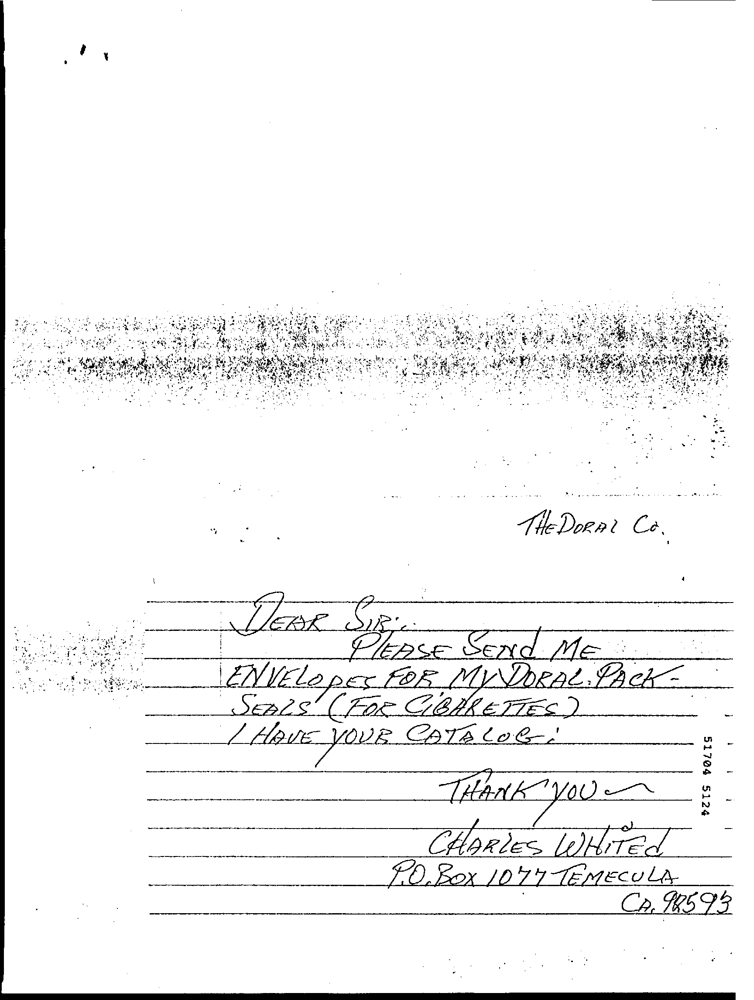 THE DORAL CO.
DEAR SIR:
PLEASE SEND ME
ENVELOPES FOR MY DORAL. PACK-
SEALS (FOR CIGARETTES)
I HAVE YOUR CATALOG:
THANK YOU
CHARLES WHITED
P.O. BOX 1077 TEMECULA
CA. 92593
51704 5124